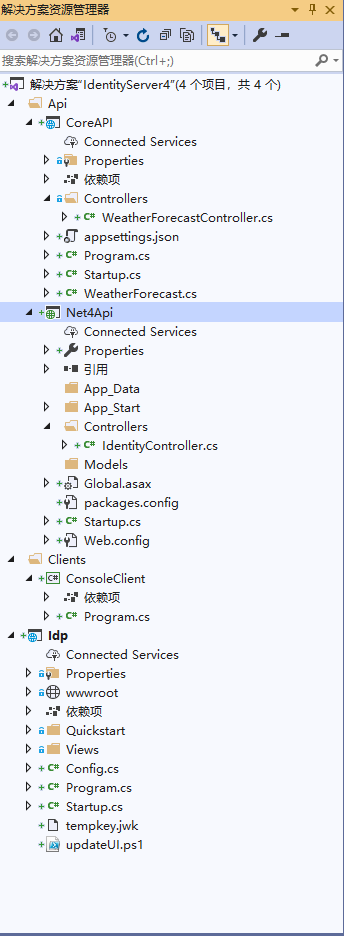 解决方案资源管理器
搜索解决方案资源管理器(Ctrl+;)
解决方案"IdentityServer4"(4 个项目，共 4 个)
Api
CoreAPI
Connected Services
Properties
依赖项
Controllers
WeatherForecastController.cs
appsettings.json
Program.cs
Startup.cs
WeatherForecast.cs
Net4Api
Connected Services
Properties
引用
App_Data
App_Start
Controllers
IdentityController.cs
Models
Global.asax
packages.config
Startup.cs
Web.config
Clients
ConsoleClient
依赖项
Program.cs
Idp
Connected Services
Properties
wwwroot
依赖项
Quickstart
Views
Config.cs
Program.cs
Startup.cs
tempkey.jwk
updateUI.ps1